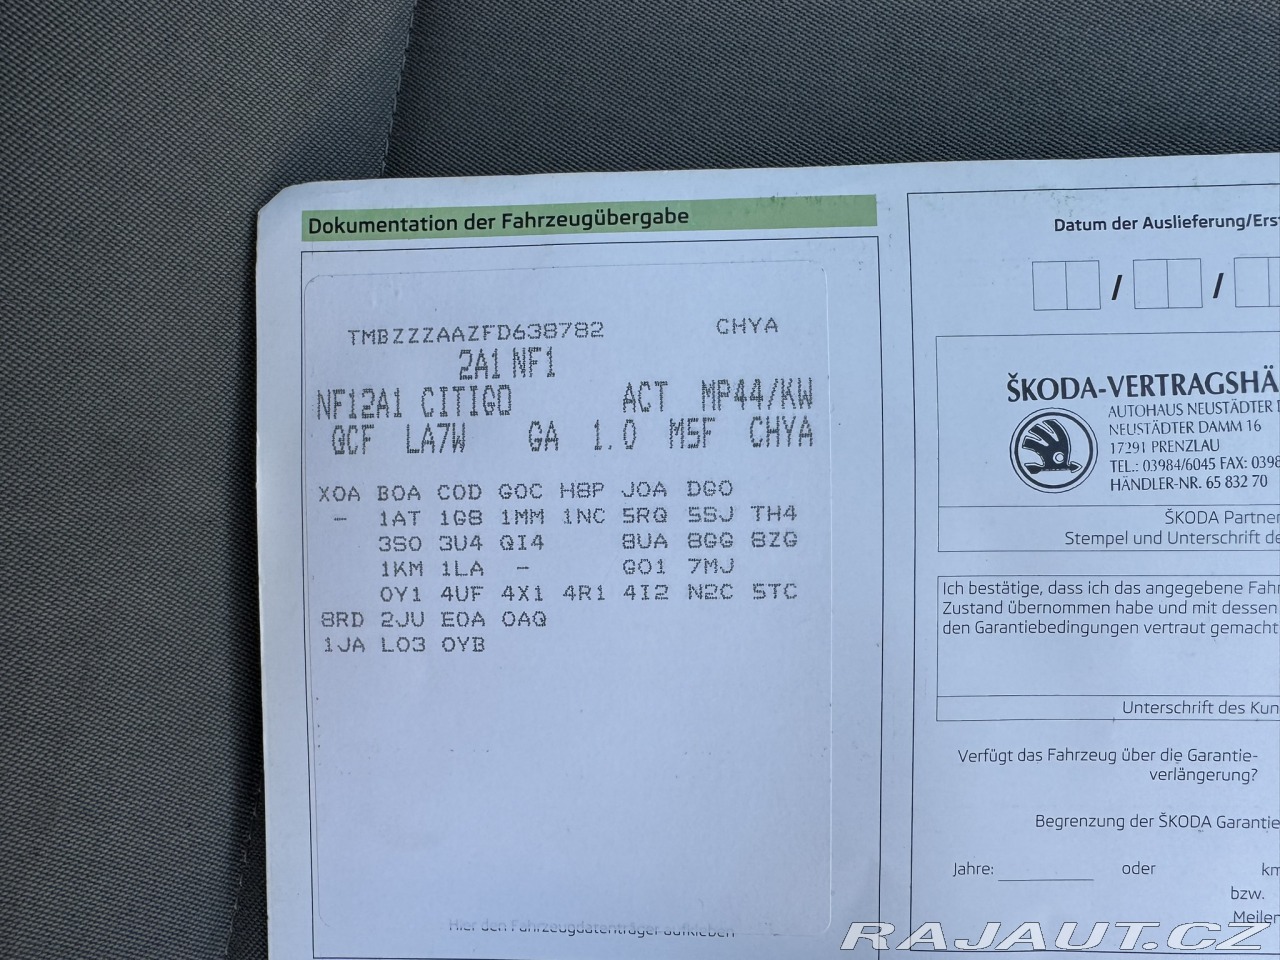 Dokumentation der Fahrzeugübergabe
TMBZZZAAZFD638782 CHYA
2A1 NF1
NF12A1 CITIGO ACT MP44/KW
QCF LA7W GA 1.0 M5F CHYA
X0A B0A C0D G0C H8P J0A DG0
- 1AT 1G8 1MM 1NC 5RQ 5SJ TH4
3S0 3U4 QI4 8UA 8GG 8ZG
1KM 1LA - G01 7MJ
0Y1 4UF 4X1 4R1 4I2 N2C 5TC
8RD 2JU E0A 0AQ
1JA L03 0YB
Hier den Fahrzeugdatenträger aufkleben
Datum der Auslieferung/Erst
/ /
ŠKODA-VERTRAGSHÄ
AUTOHAUS NEUSTÄDTER
NEUSTÄDTER DAMM 16
17291 PRENZLAU
TEL.: 03984/6045 FAX: 0398
HÄNDLER-NR. 65 832 70
ŠKODA Partner
Stempel und Unterschrift de
Ich bestätige, dass ich das angegebene Fahr
Zustand übernommen habe und mit dessen
den Garantiebedingungen vertraut gemacht
Unterschrift des Kun
Verfügt das Fahrzeug über die Garantie-
verlängerung?
Begrenzung der ŠKODA Garantie
Jahre: oder km
bzw.
Meilen
RAJAUT.CZ